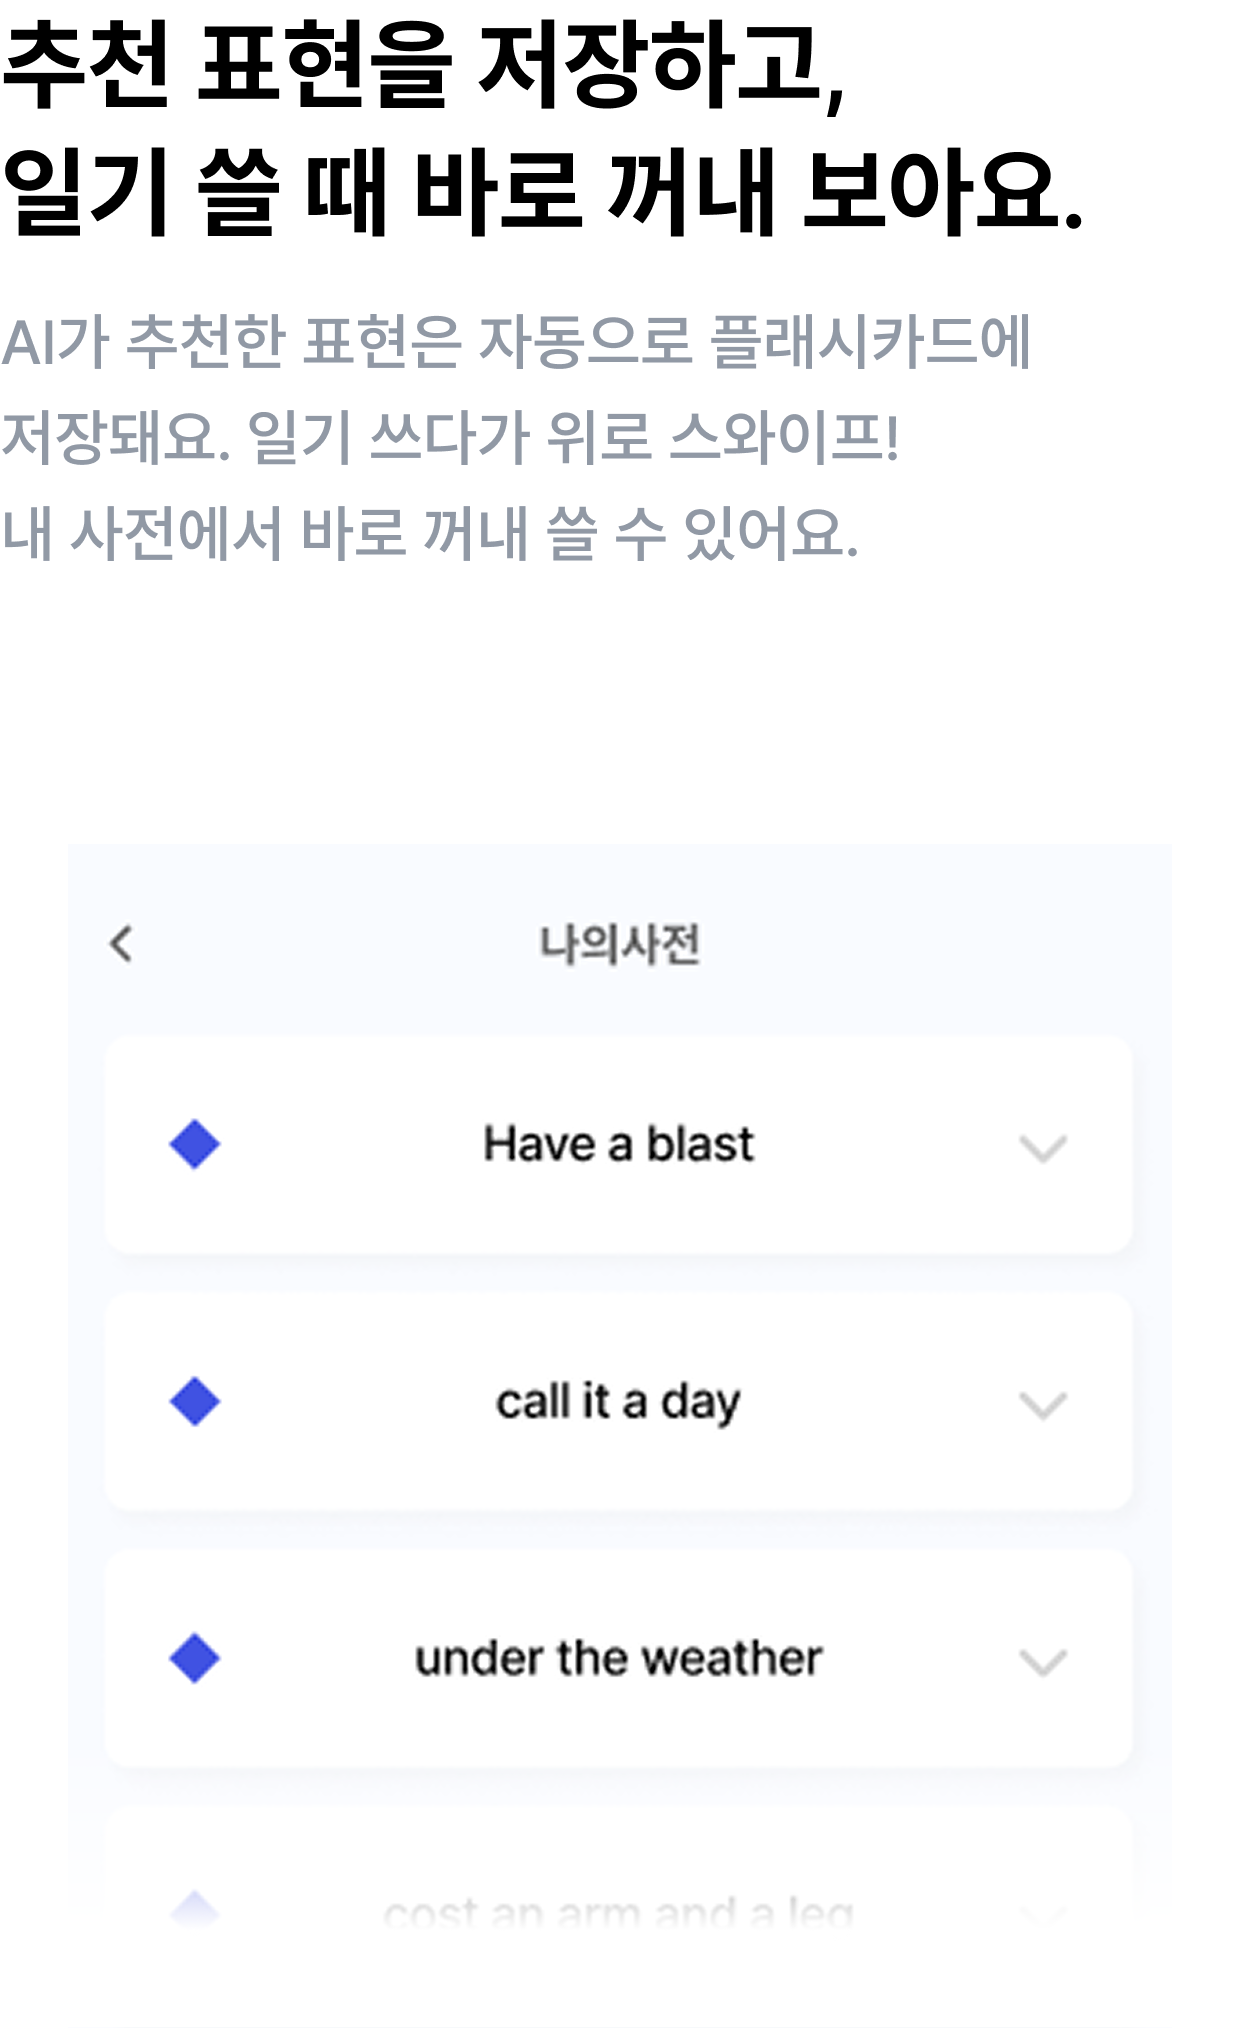 추천 표현을 저장하고,
일기 쓸 때 바로 꺼내 보아요.
AI가 추천한 표현은 자동으로 플래시카드에
저장돼요. 일기 쓰다가 위로 스와이프!
내 사전에서 바로 꺼내 쓸 수 있어요.
나의사전
Have a blast
call it a day
under the weather
cost an arm and a leg